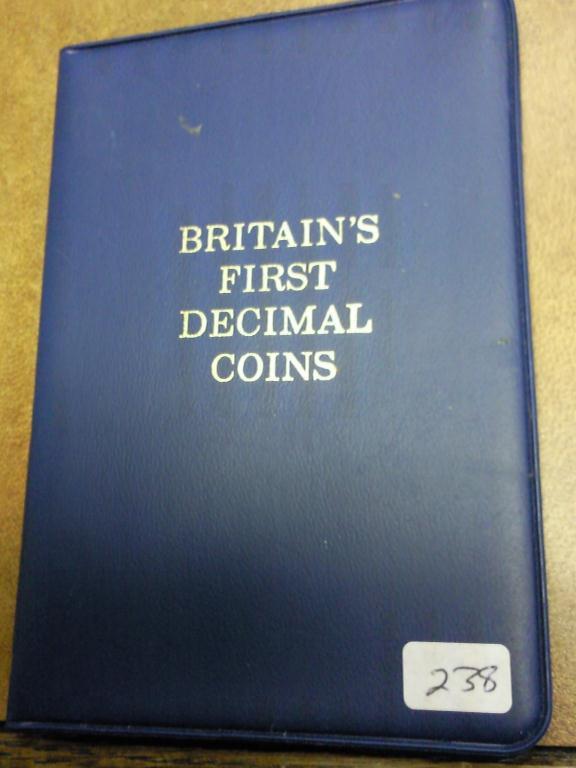 BRITAIN'S
FIRST
DECIMAL
COINS
238